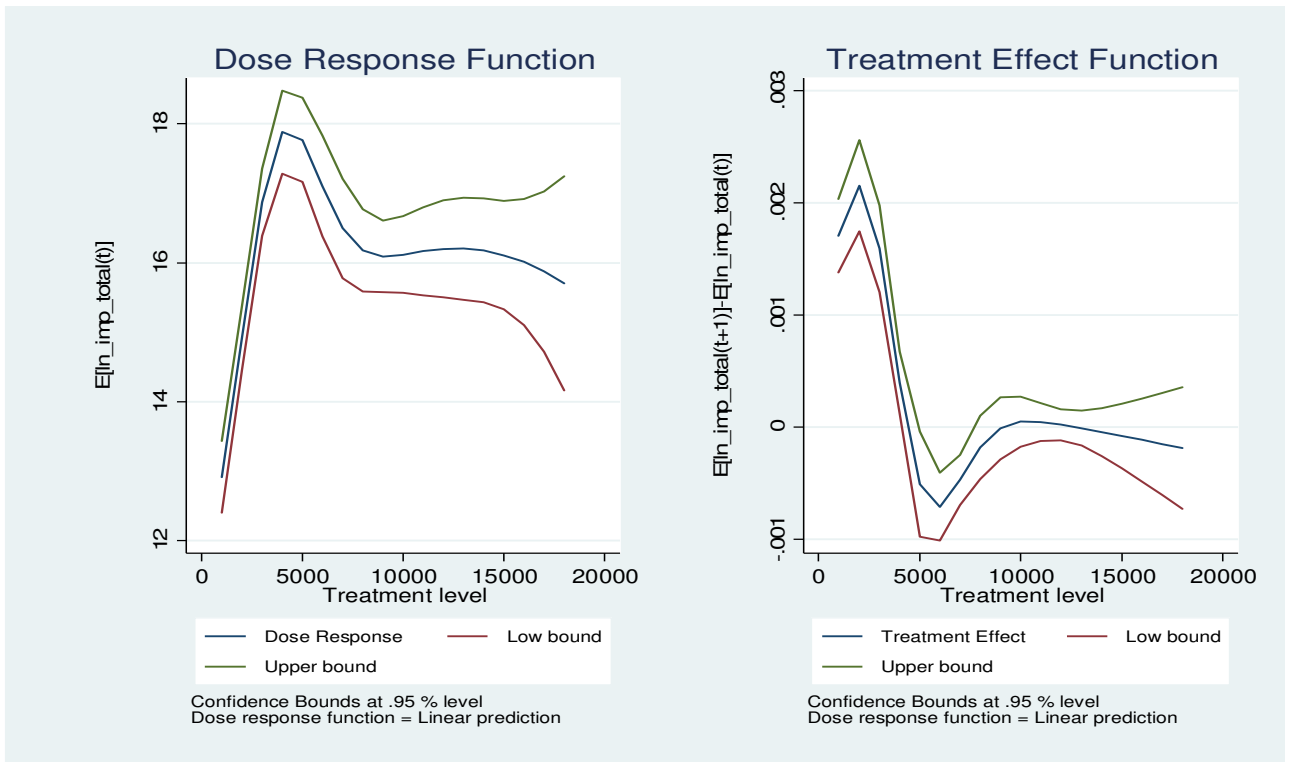 Dose Response Function
E[ln_imp_total(t)]
18
16
14
12
0 5000 10000 15000 20000
Treatment level
Dose Response Low bound
Upper bound
Confidence Bounds at .95 % level
Dose response function = Linear prediction
Treatment Effect Function
E[ln_imp_total(t+1)]-E[ln_imp_total(t)]
.003
.002
.001
0
-.001
0 5000 10000 15000 20000
Treatment level
Treatment Effect Low bound
Upper bound
Confidence Bounds at .95 % level
Dose response function = Linear prediction